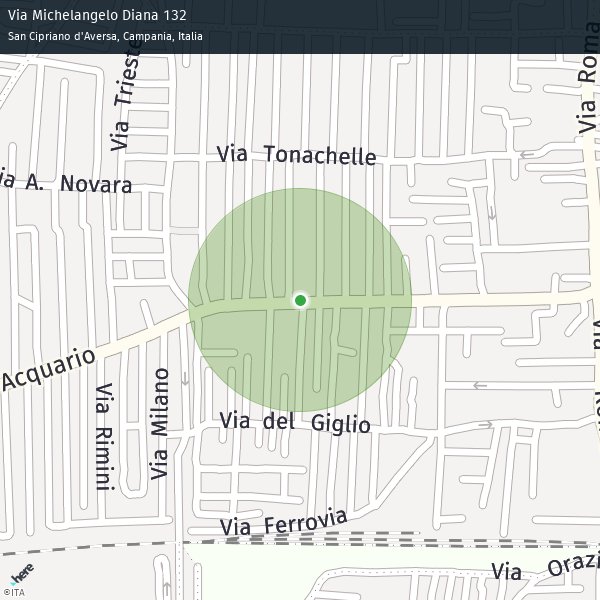 Via Michelangelo Diana 132
San Cipriano d'Aversa, Campania, Italia
Via Trieste
Via Roma
Via Tonachelle
ia A. Novara
Acquario
Via Rimini
Via Milano
Via del Giglio
Via Ferrovia
Via Orazi
here
©ITA